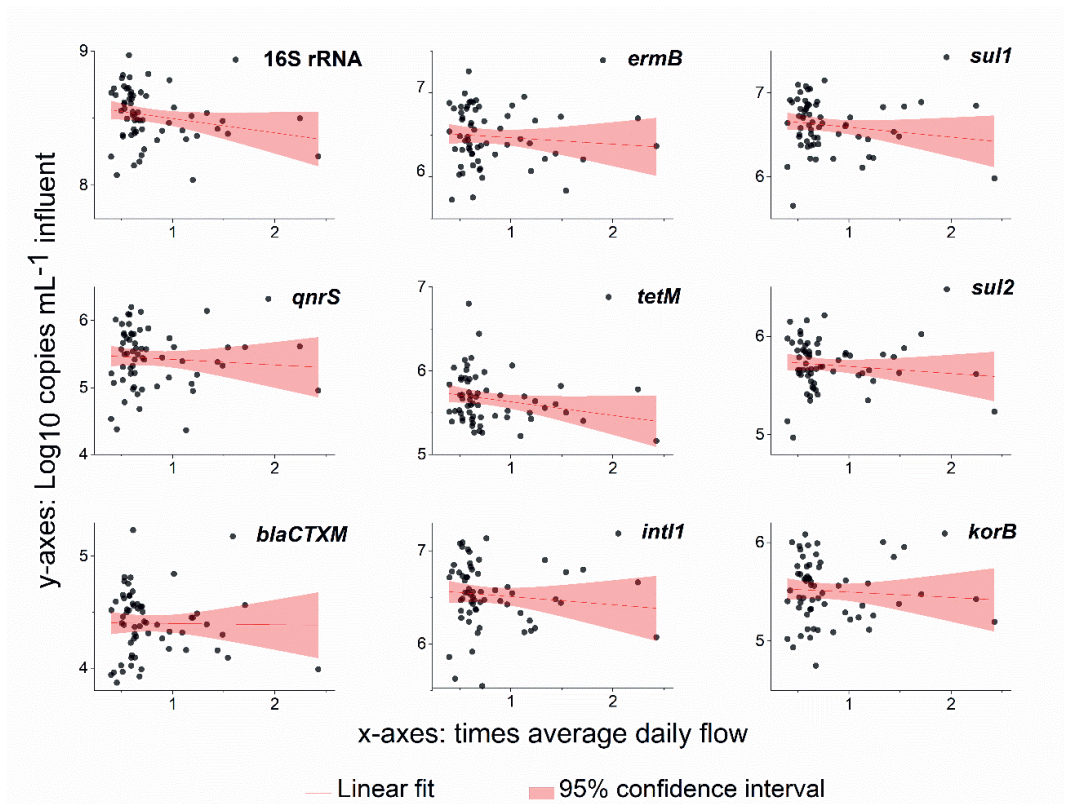 y-axes: Log10 copies mL-1 influent
9
8
1
2
16S rRNA
7
6
1
2
ermB
7
6
1
2
sul1
6
5
4
1
2
qnrS
7
6
5
1
2
tetM
6
5
1
2
sul2
5
4
1
2
blaCTXM
7
6
1
2
intI1
6
5
1
2
korB
x-axes: times average daily flow
Linear fit
95% confidence interval